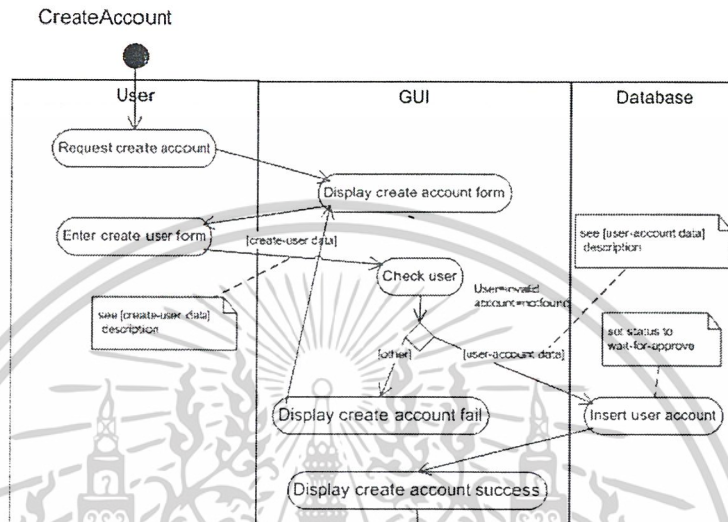 CreateAccount
User
GUI
Database
Request create account
Display create account form
Enter create user form
[create-user data]
see [user-account data]
description
Check user
User=invalid
account=notfound
see [create-user data]
description
set status to
wait-for-approve
[other]
[user-account data]
Display create account fail
Insert user account
Display create account success